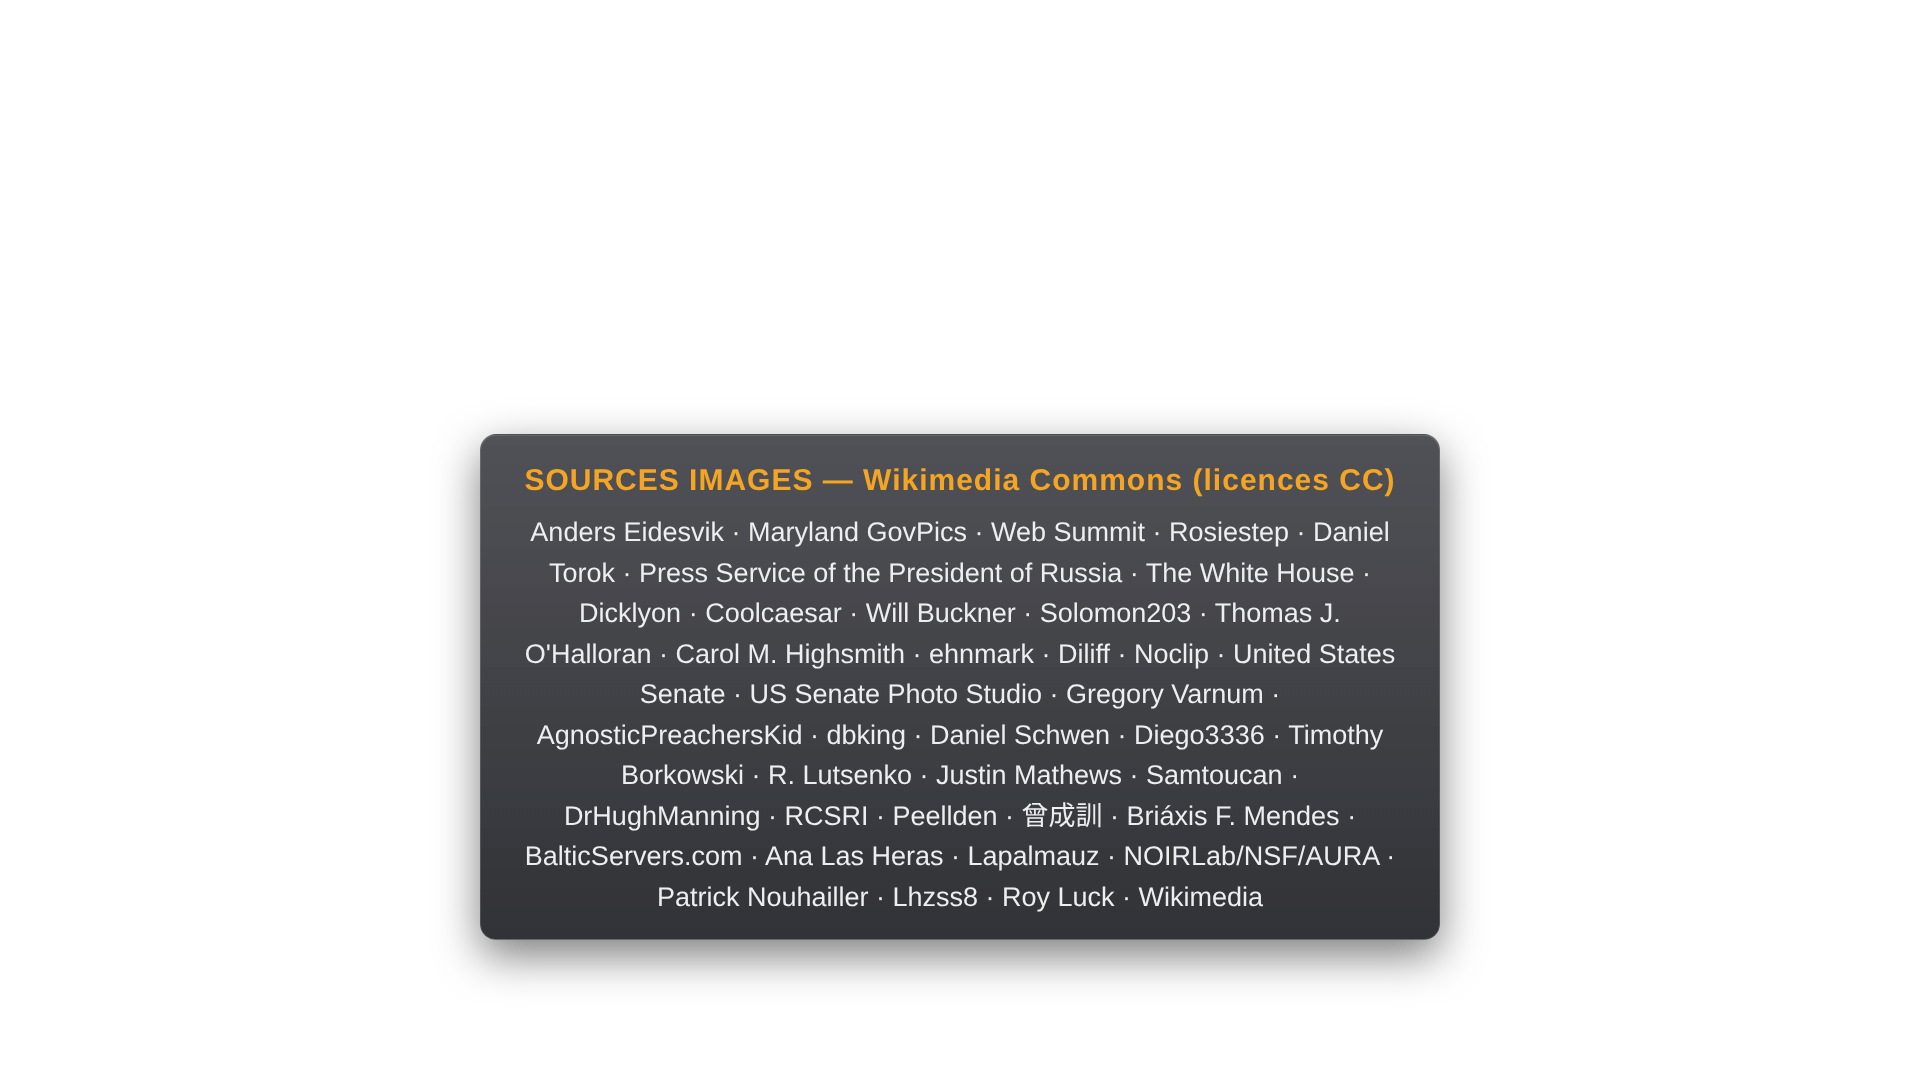 SOURCES IMAGES — Wikimedia Commons (licences CC)
Anders Eidesvik · Maryland GovPics · Web Summit · Rosiestep · Daniel
Torok · Press Service of the President of Russia · The White House ·
Dicklyon · Coolcaesar · Will Buckner · Solomon203 · Thomas J.
O'Halloran · Carol M. Highsmith · ehnmark · Diliff · Noclip · United States
Senate · US Senate Photo Studio · Gregory Varnum ·
AgnosticPreachersKid · dbking · Daniel Schwen · Diego3336 · Timothy
Borkowski · R. Lutsenko · Justin Mathews · Samtoucan ·
DrHughManning · RCSRI · Peellden · 曾成訓 · Briáxis F. Mendes ·
BalticServers.com · Ana Las Heras · Lapalmauz · NOIRLab/NSF/AURA ·
Patrick Nouhailler · Lhzss8 · Roy Luck · Wikimedia